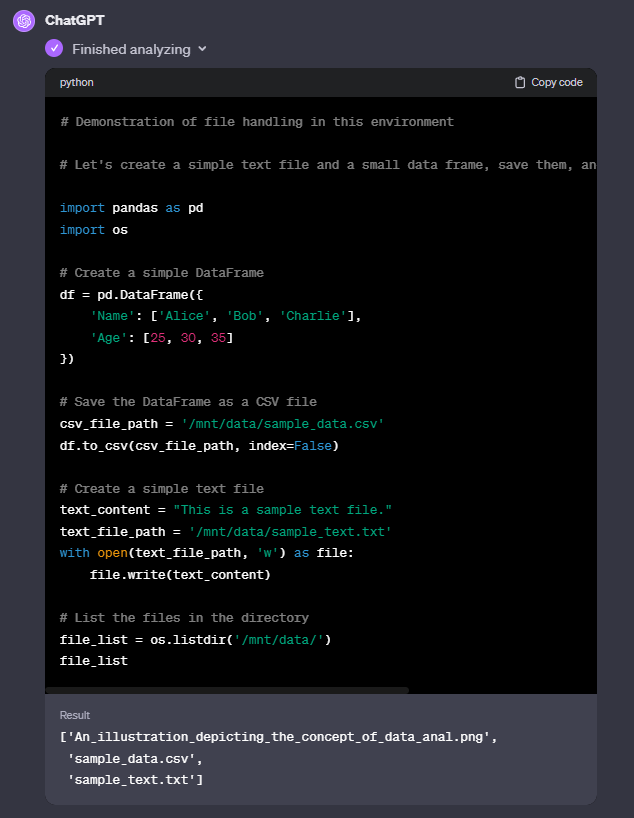 ChatGPT
Finished analyzing
python
Copy code
# Demonstration of file handling in this environment
# Let's create a simple text file and a small data frame, save them, an
import pandas as pd
import os
# Create a simple DataFrame
df = pd.DataFrame({
    'Name': ['Alice', 'Bob', 'Charlie'],
    'Age': [25, 30, 35]
})
# Save the DataFrame as a CSV file
csv_file_path = '/mnt/data/sample_data.csv'
df.to_csv(csv_file_path, index=False)
# Create a simple text file
text_content = "This is a sample text file."
text_file_path = '/mnt/data/sample_text.txt'
with open(text_file_path, 'w') as file:
    file.write(text_content)
# List the files in the directory
file_list = os.listdir('/mnt/data/')
file_list
Result
['An_illustration_depicting_the_concept_of_data_anal.png',
 'sample_data.csv',
 'sample_text.txt']